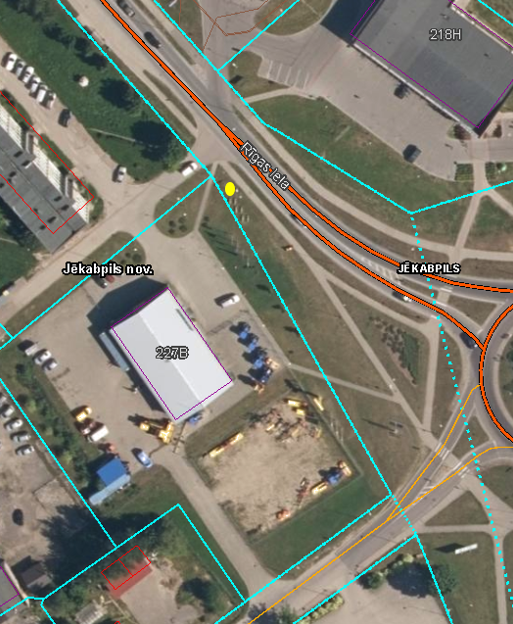 218H
Rīgas iela
Jēkabpils nov.
JĒKABPILS
227B